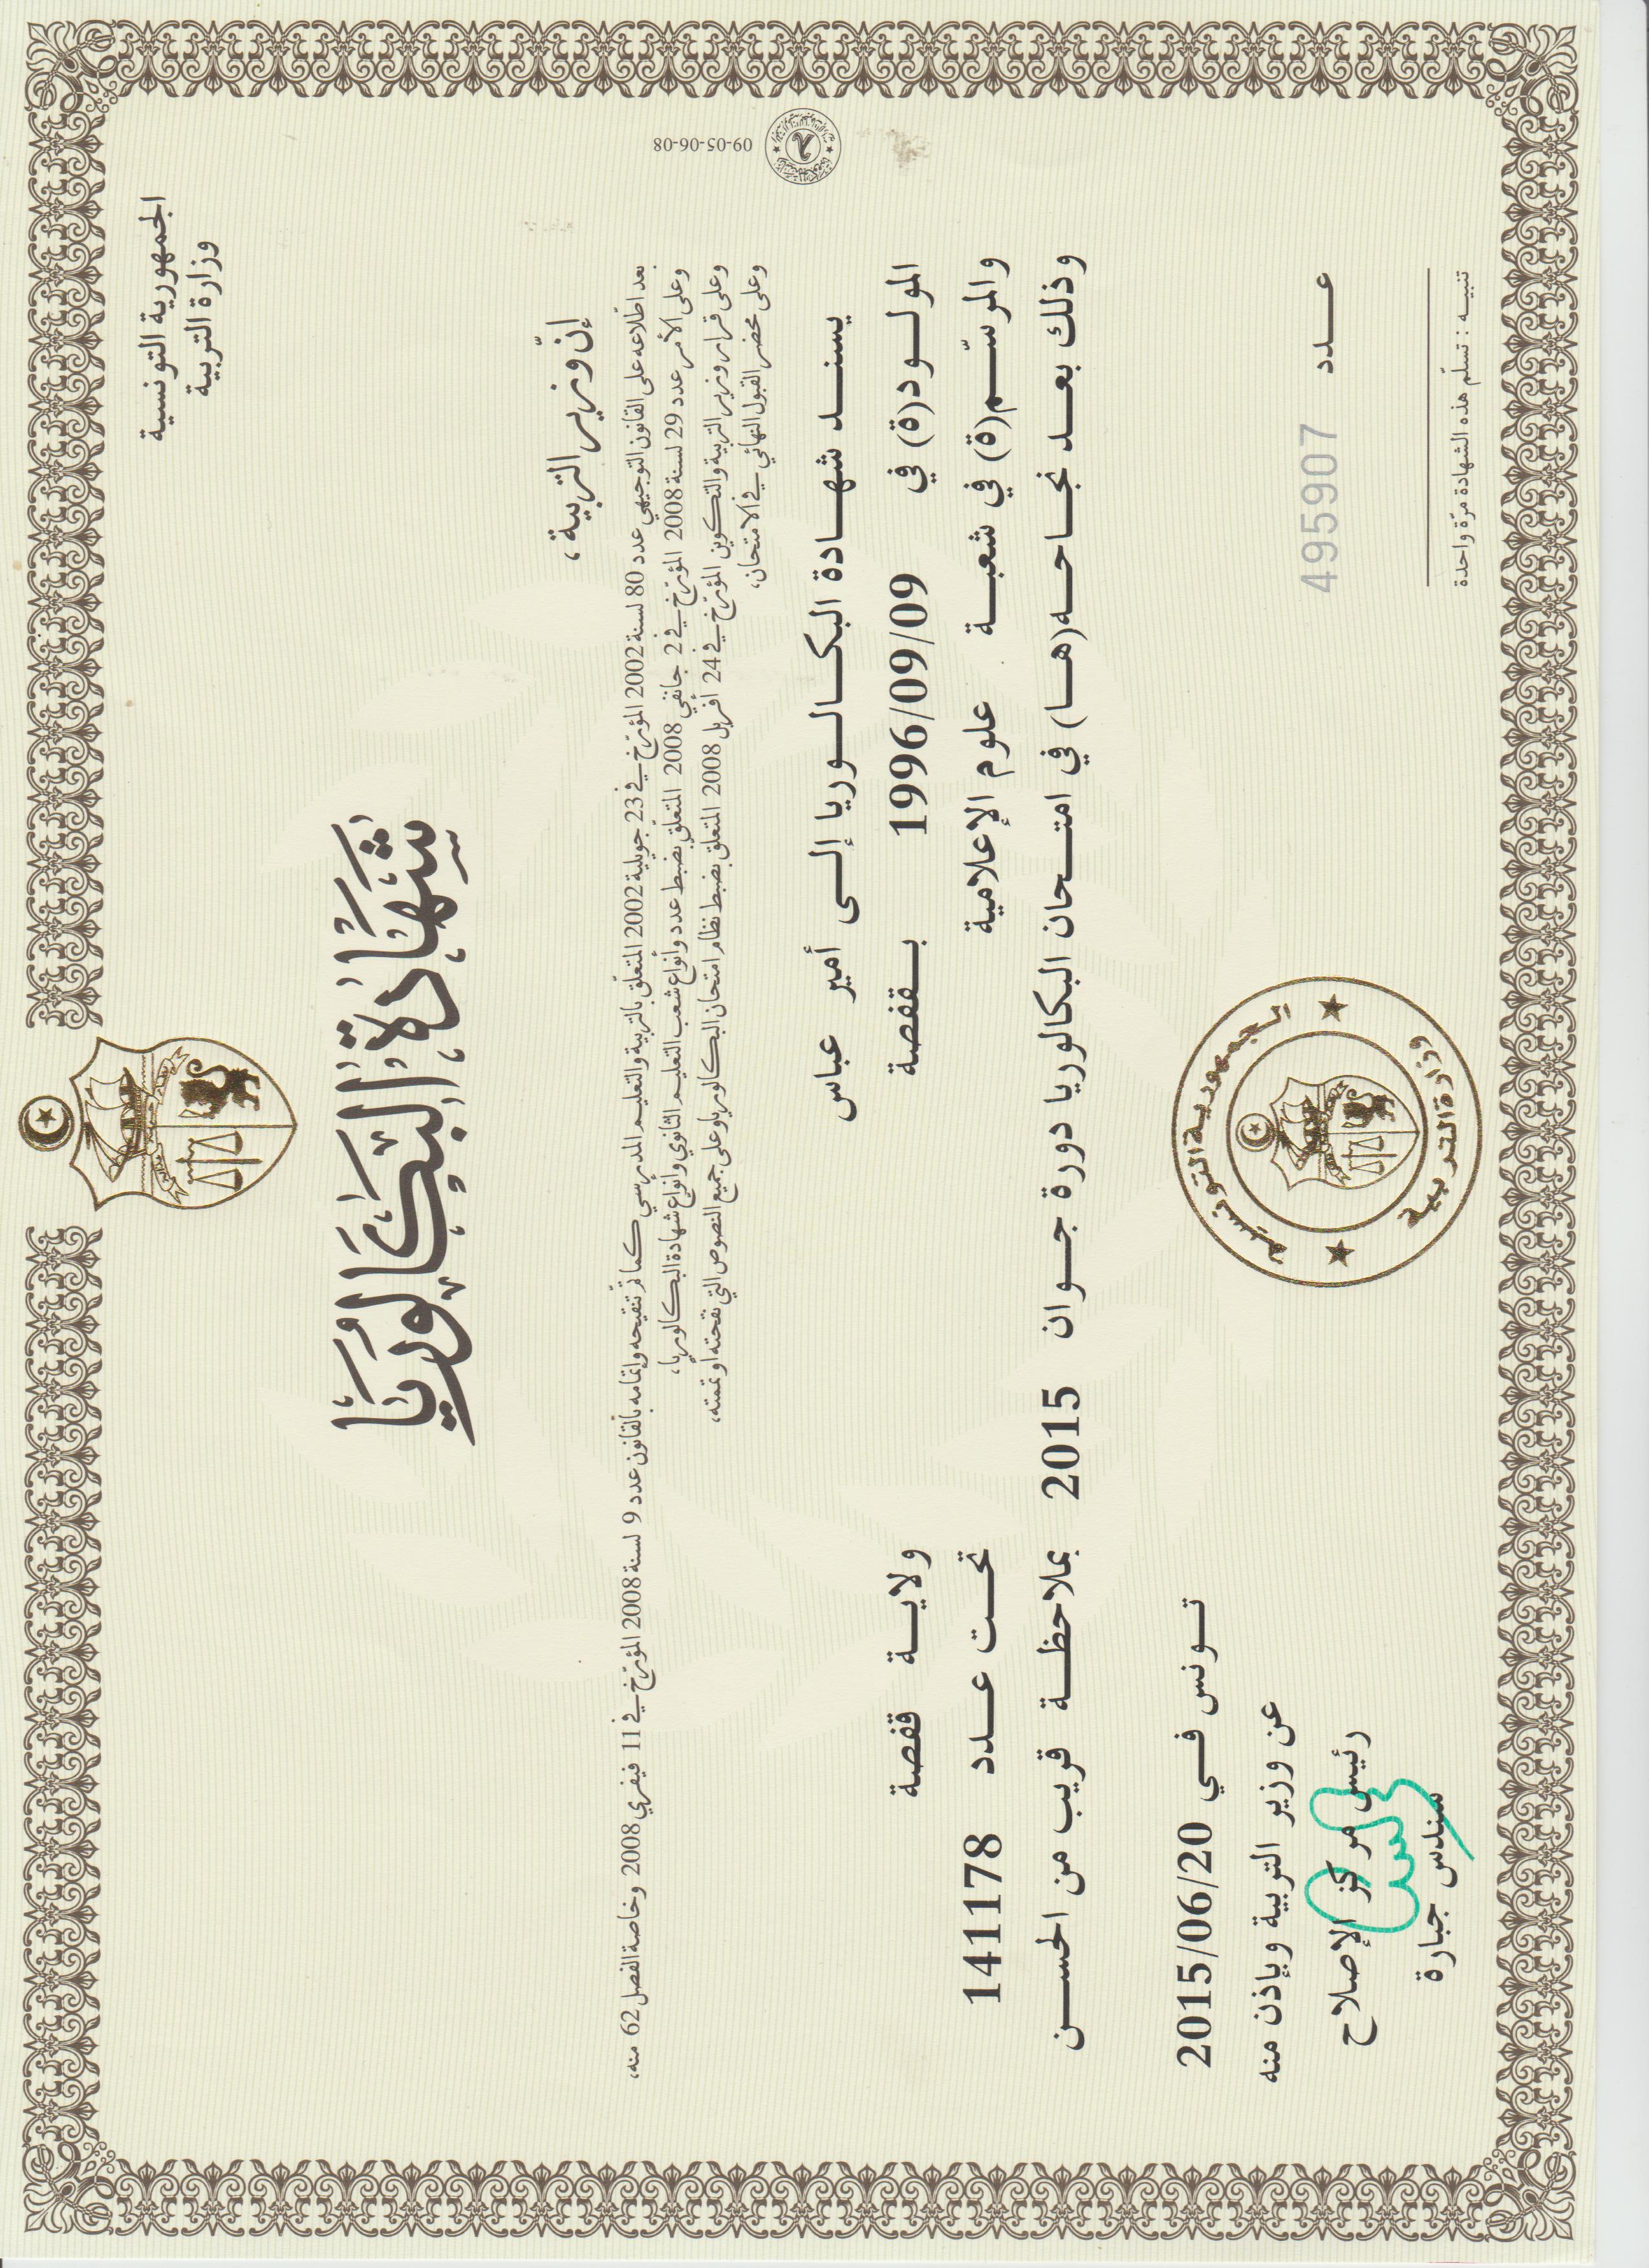 الجمهورية التونسية
وزارة التربية
شهادة البكالوريا
إنّ وزير التربية،
بعد اطّلاعه على القانون التوجيهي عدد 80 لسنة 2002 المؤرّخ في 23 جويلية 2002 المتعلّق بالتربية والتعليم المدرسي كما تمّ تنقيحه وإتمامه بالقانون عدد 9 لسنة 2008 المؤرّخ في 11 فيفري 2008 وخاصة الفصل 62 منه،
وعلى الأمر عدد 29 لسنة 2008 المؤرّخ في 2 جانفي 2008 المتعلّق بضبط عدد وأنواع شعب التعليم الثانوي وأنواع شهادة البكالوريا،
وعلى قرار وزير التربية والتكوين المؤرّخ في 24 أفريل 2008 المتعلّق بضبط نظام امتحان البكالوريا وعلى جميع النصوص التي نقحته أو تممته،
وعلى محضر القبول النهائي في الامتحان،
09-05-06-08
يسند شهادة البكالوريا إلى أمير عباس
المولود(ة) في 1996/09/09 بقفصة ولاية قفصة
والمرسّم(ة) في شعبة علوم الإعلامية تحت عدد 141178
وذلك بعد نجاحه(ها) في امتحان البكالوريا دورة جوان 2015 بملاحظة قريب من الحسن
تونس في 2015/06/20
عن وزير التربية وبإذن منه
رئيس مركز الإصلاح
سندس جبارة
الجمهورية التونسية
وزارة التربية
عدد 495907
تنبيه : تسلّم هذه الشهادة مرّة واحدة